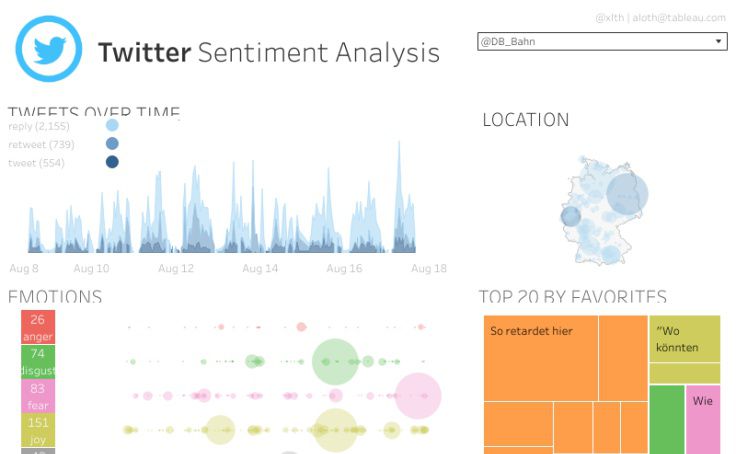 @xlth | aloth@tableau.com
Twitter Sentiment Analysis
@DB_Bahn
TWEETS OVER TIME
reply (2,155)
retweet (739)
tweet (554)
Aug 8 Aug 10 Aug 12 Aug 14 Aug 16 Aug 18
LOCATION
EMOTIONS
26
anger
74
disgust
83
fear
151
joy
TOP 20 BY FAVORITES
So retardet hier
"Wo
könnten
Wie